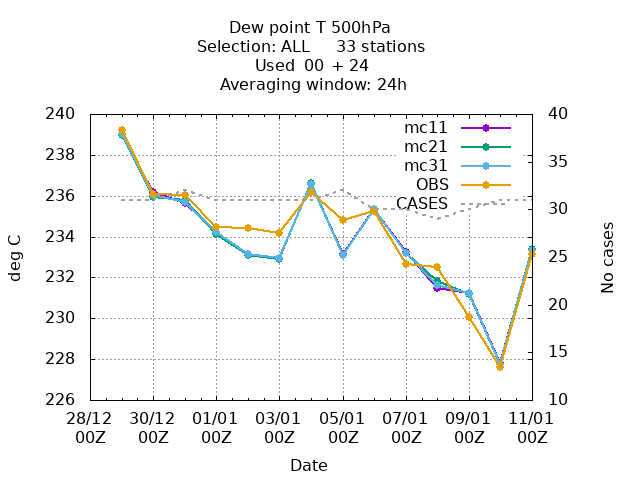 Dew point T 500hPa
Selection: ALL 33 stations
Used 00 + 24
Averaging window: 24h
240 40
mc11
mc21
238 35
mc31
OBS
236 CASES 30
234
deg C 25 No cases
232 20
230
228 15
226 10
28/12 30/12 01/01 03/01 05/01 07/01 09/01 11/01
00Z 00Z 00Z 00Z 00Z 00Z 00Z 00Z
Date